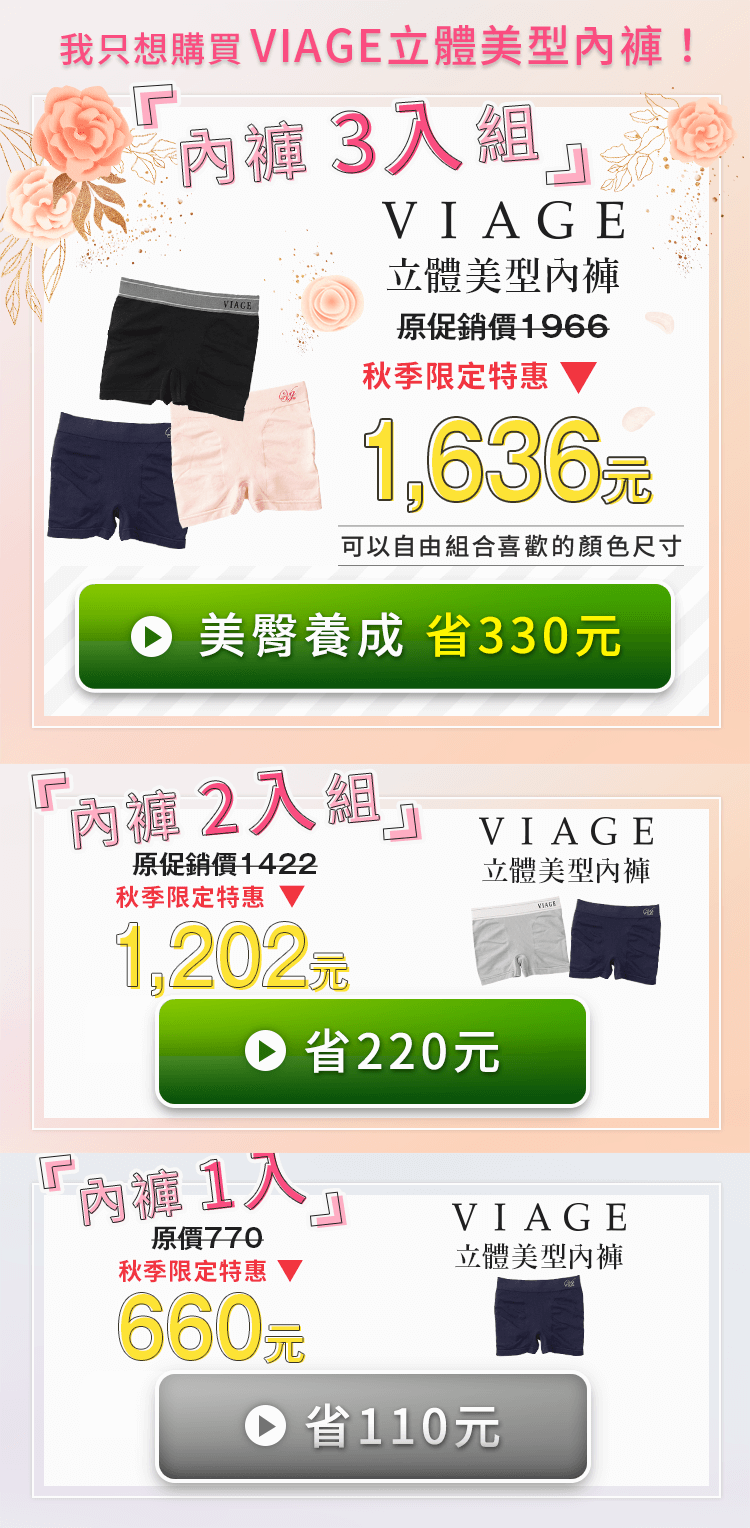 我只想購買VIAGE立體美型內褲！
『內褲3入組』
VIAGE
立體美型內褲
VIAGE
原促銷價1966
秋季限定特惠▼
1,636元
可以自由組合喜歡的顏色尺寸
美臀養成 省330元
『內褲2入組』
VIAGE
立體美型內褲
原促銷價1422
秋季限定特惠▼
VIAGE
1,202元
省220元
『內褲1入』
VIAGE
立體美型內褲
原價770
秋季限定特惠▼
660元
省110元